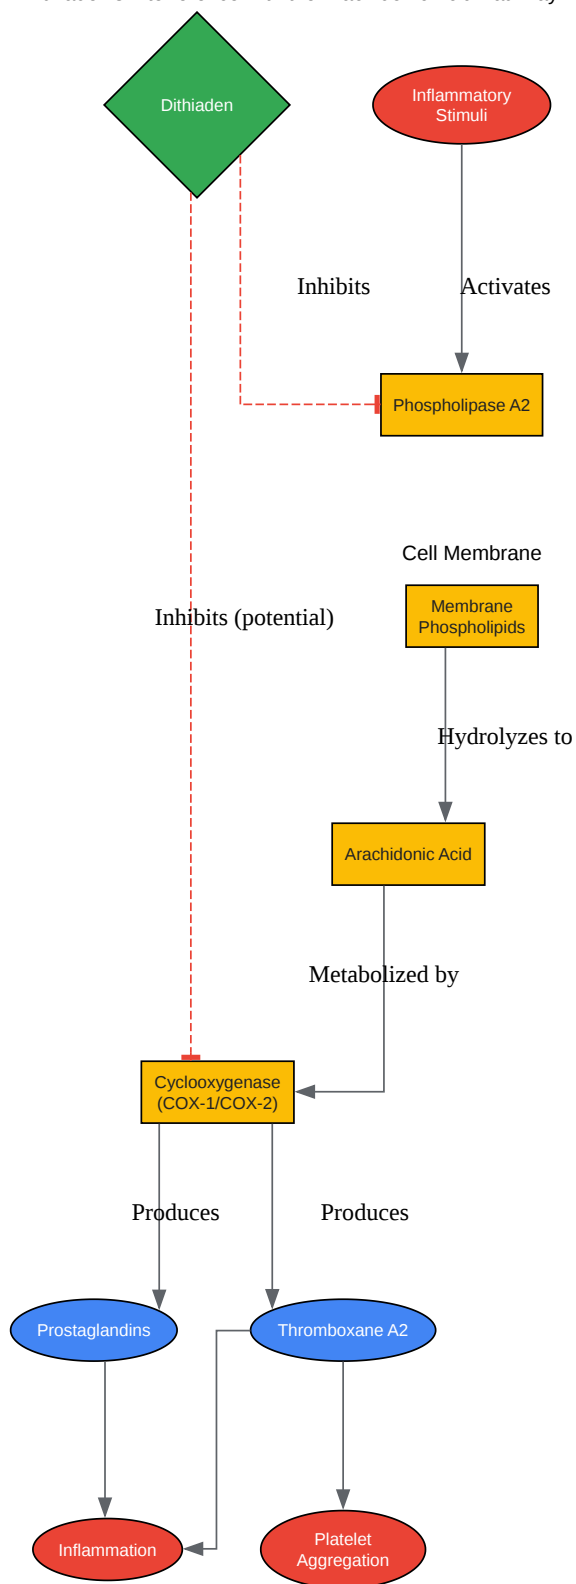 Dithiaden
Inflammatory
Stimuli
Inhibits
Activates
Phospholipase A2
Cell Membrane
Membrane
Phospholipids
Inhibits (potential)
Hydrolyzes to
Arachidonic Acid
Metabolized by
Cyclooxygenase
(COX-1/COX-2)
Produces
Produces
Prostaglandins
Thromboxane A2
Inflammation
Platelet
Aggregation